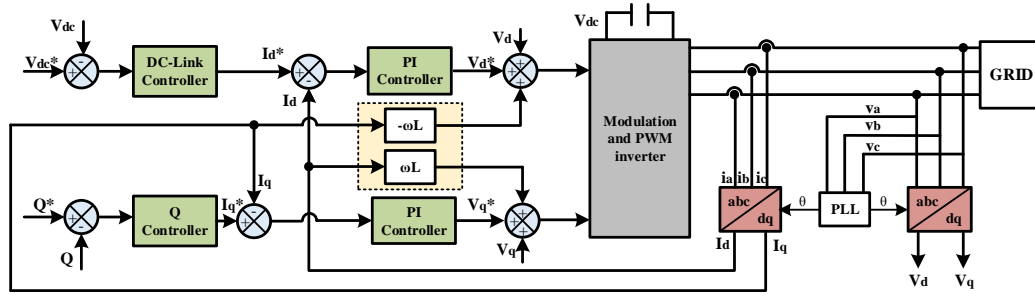 Vdc
Vdc*
-
DC-Link
Controller
Id*
-
Id
PI
Controller
Vd*
Vd
+
+
+
Vdc
Modulation
and PWM
inverter
GRID
-ωL
ωL
Iq
Q*
-
Q
Q
Controller
Iq*
-
PI
Controller
Vq*
+
+
+
Vq
va
vb
vc
ia ib ic
abc
dq
θ
PLL
θ
abc
dq
Id
Iq
Vd
Vq